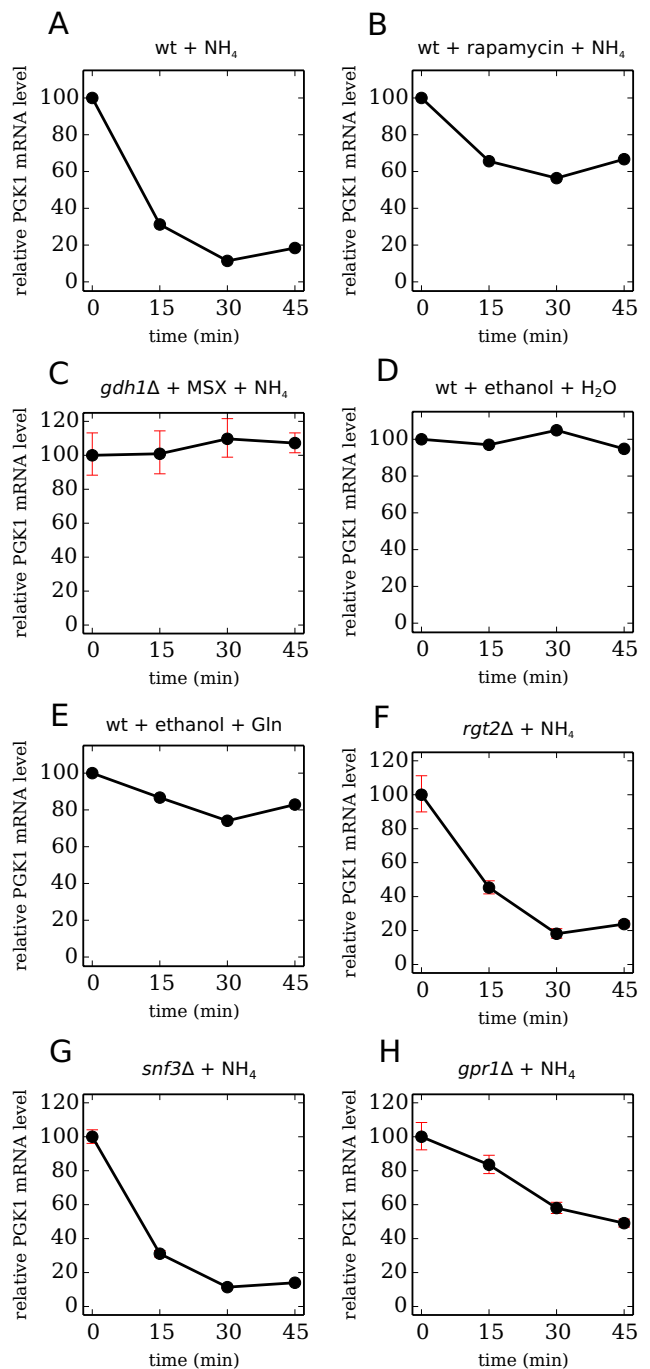 A
wt + NH₄
relative PGK1 mRNA level
100
80
60
40
20
0
0 15 30 45
time (min)
B
wt + rapamycin + NH₄
relative PGK1 mRNA level
100
80
60
40
20
0
0 15 30 45
time (min)
C
gdh1Δ + MSX + NH₄
relative PGK1 mRNA level
120
100
80
60
40
20
0
0 15 30 45
time (min)
D
wt + ethanol + H₂O
relative PGK1 mRNA level
100
80
60
40
20
0
0 15 30 45
time (min)
E
wt + ethanol + Gln
relative PGK1 mRNA level
100
80
60
40
20
0
0 15 30 45
time (min)
F
rgt2Δ + NH₄
relative PGK1 mRNA level
120
100
80
60
40
20
0
0 15 30 45
time (min)
G
snf3Δ + NH₄
relative PGK1 mRNA level
120
100
80
60
40
20
0
0 15 30 45
time (min)
H
gpr1Δ + NH₄
relative PGK1 mRNA level
120
100
80
60
40
20
0
0 15 30 45
time (min)